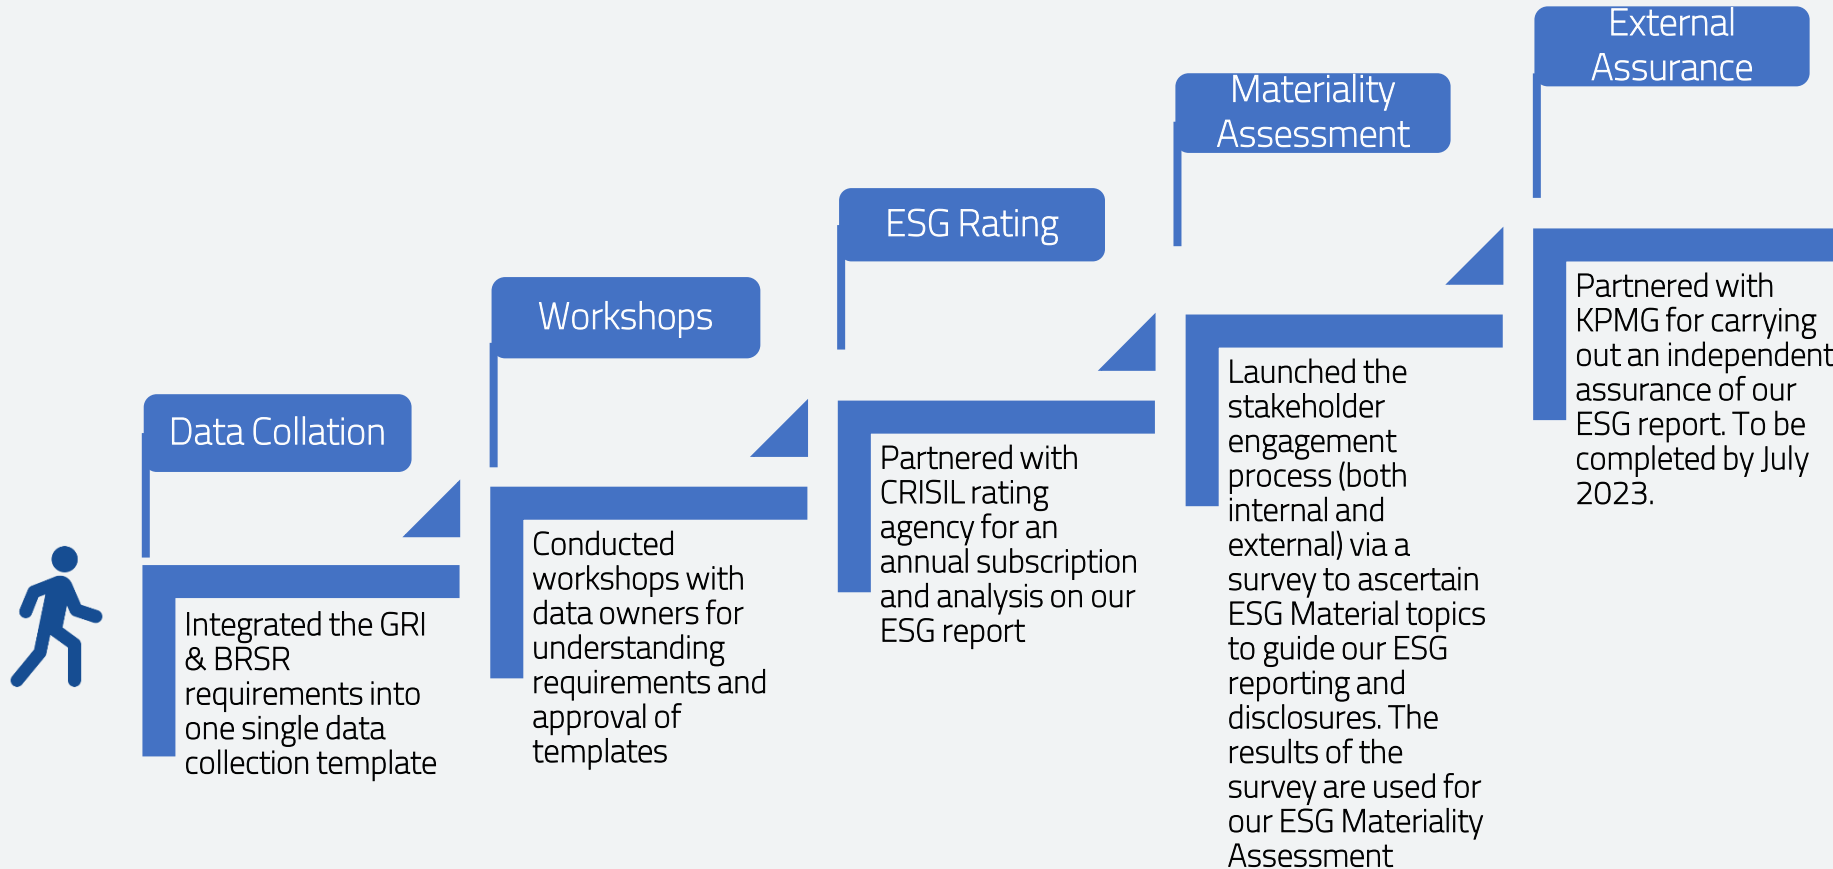 Data Collation
Integrated the GRI
& BRSR
requirements into
one single data
collection template
Workshops
Conducted
workshops with
data owners for
understanding
requirements and
approval of
templates
ESG Rating
Partnered with
CRISIL rating
agency for an
annual subscription
and analysis on our
ESG report
Materiality
Assessment
Launched the
stakeholder
engagement
process (both
internal and
external) via a
survey to ascertain
ESG Material topics
to guide our ESG
reporting and
disclosures. The
results of the
survey are used for
our ESG Materiality
Assessment
External
Assurance
Partnered with
KPMG for carrying
out an independent
assurance of our
ESG report. To be
completed by July
2023.